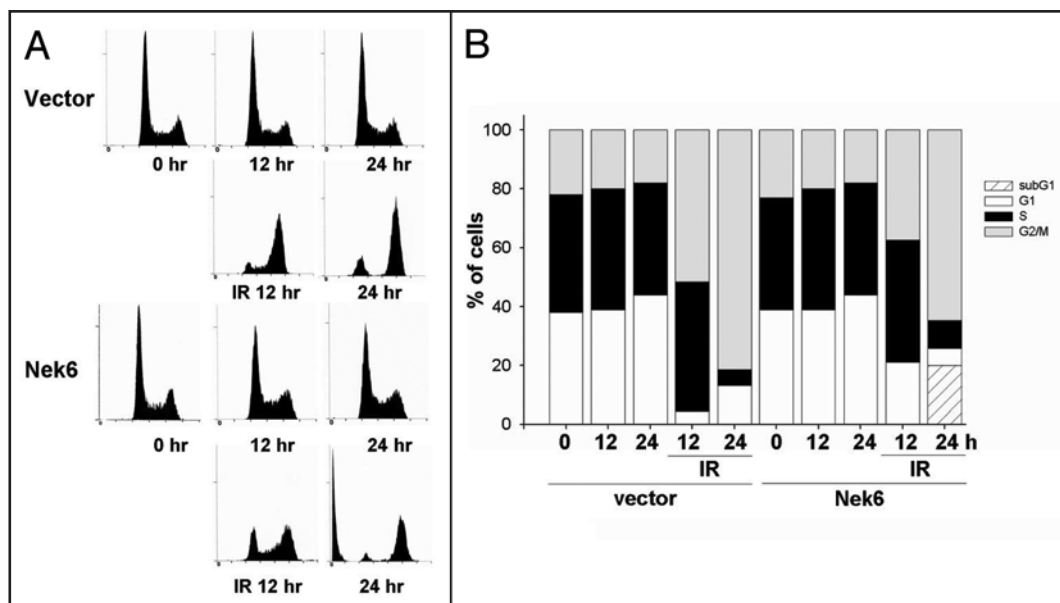 A
Vector
0 hr 12 hr 24 hr
IR 12 hr 24 hr
Nek6
0 hr 12 hr 24 hr
IR 12 hr 24 hr
B
% of cells
100
80
60
40
20
0
subG1
G1
S
G2/M
0 12 24 12 24 0 12 24 12 24 h
IR IR
vector Nek6